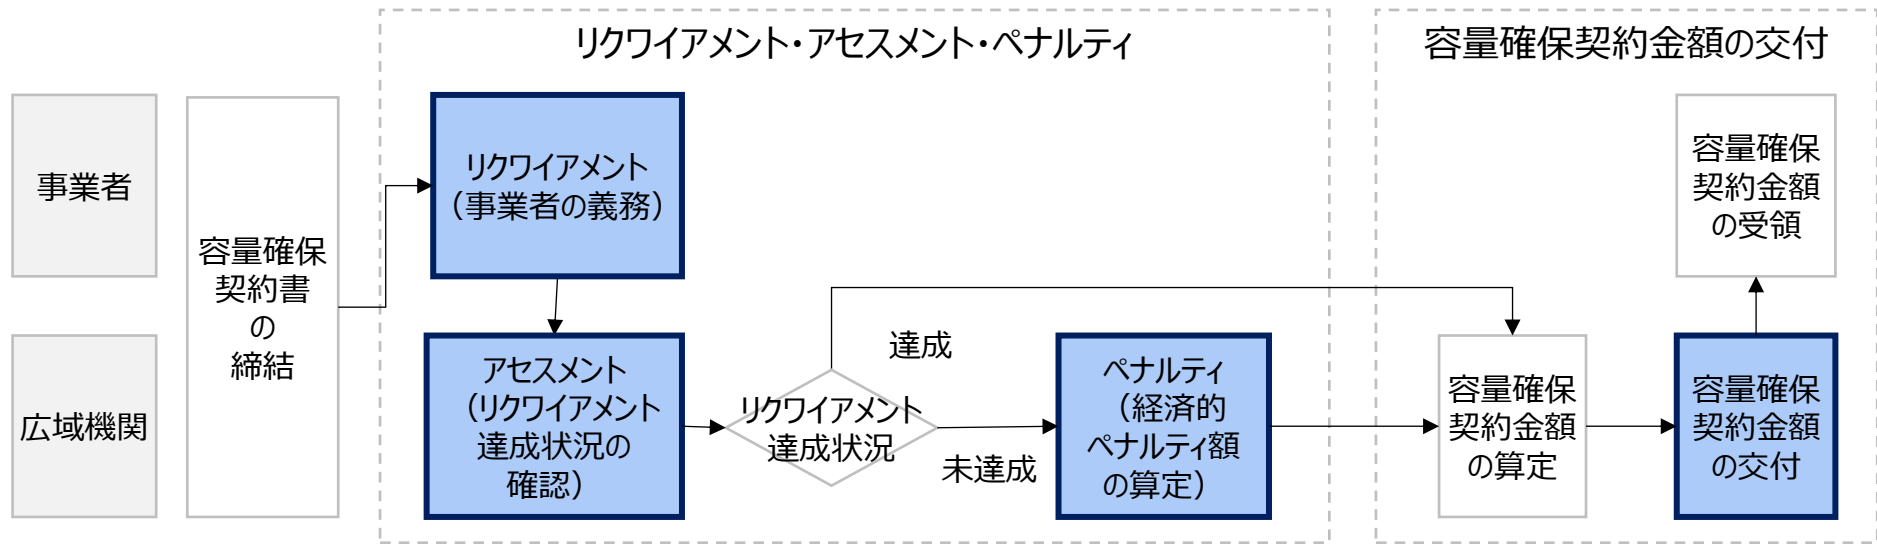 リクワイアメント・アセスメント・ペナルティ
容量確保契約金額の交付
事業者
広域機関
容量確保
契約書
の
締結
リクワイアメント
（事業者の義務）
アセスメント
（リクワイアメント
達成状況の
確認）
リクワイアメント
達成状況
達成
未達成
ペナルティ
（経済的
ペナルティ額
の算定）
容量確保
契約金額
の算定
容量確保
契約金額
の交付
容量確保
契約金額
の受領